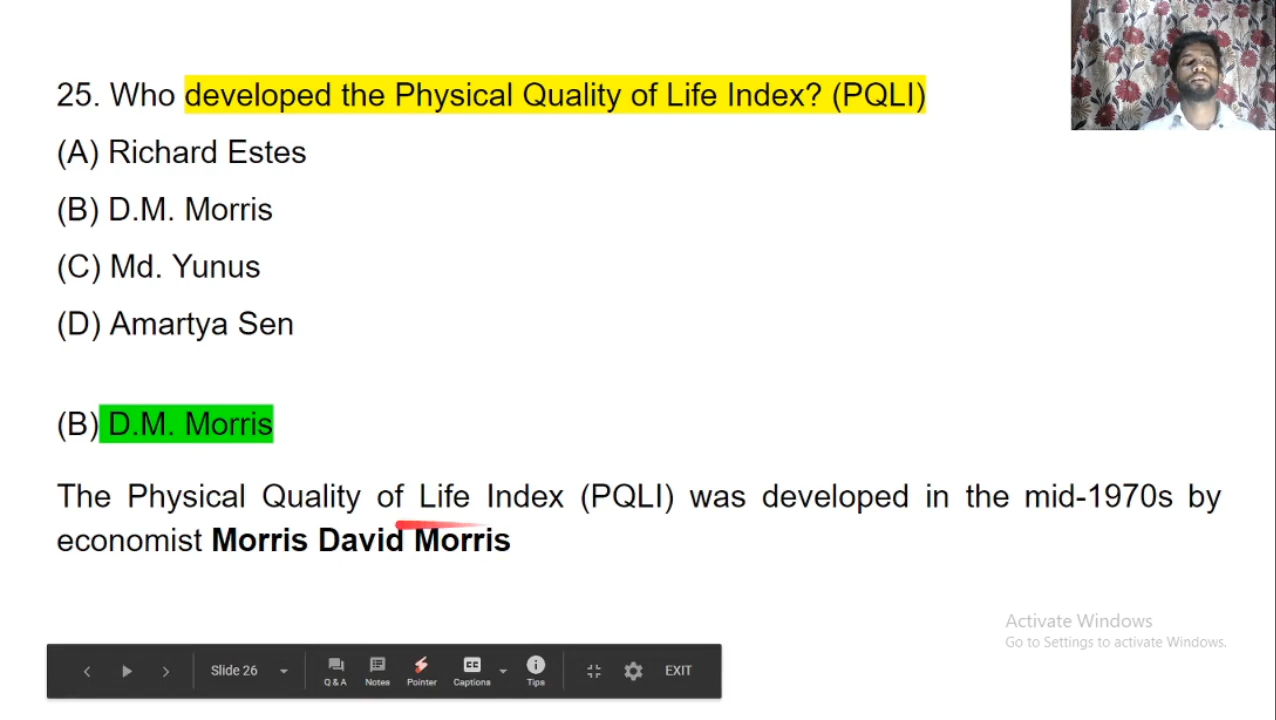 25. Who developed the Physical Quality of Life Index? (PQLI)
(A) Richard Estes
(B) D.M. Morris
(C) Md. Yunus
(D) Amartya Sen
(B) D.M. Morris
The Physical Quality of Life Index (PQLI) was developed in the mid-1970s by
economist Morris David Morris
Activate Windows
Go to Settings to activate Windows.
Slide 26
Q & A Notes Pointer Captions Tips EXIT